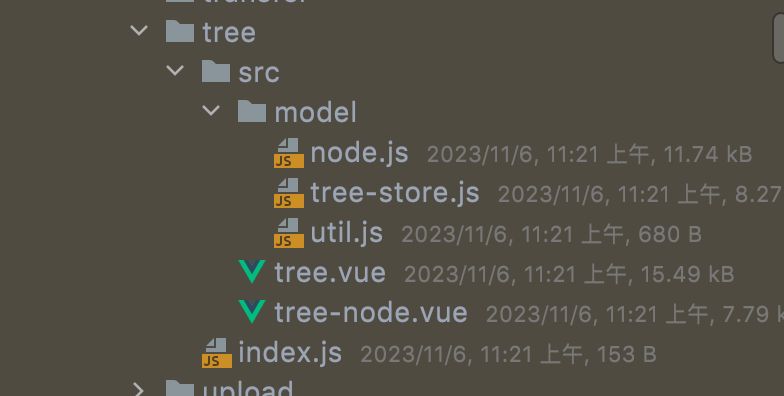 tree
src
model
JS node.js 2023/11/6, 11:21 上午, 11.74 kB
JS tree-store.js 2023/11/6, 11:21 上午, 8.27
JS util.js 2023/11/6, 11:21 上午, 680 B
tree.vue 2023/11/6, 11:21 上午, 15.49 kB
tree-node.vue 2023/11/6, 11:21 上午, 7.79 k
JS index.js 2023/11/6, 11:21 上午, 153 B
upload